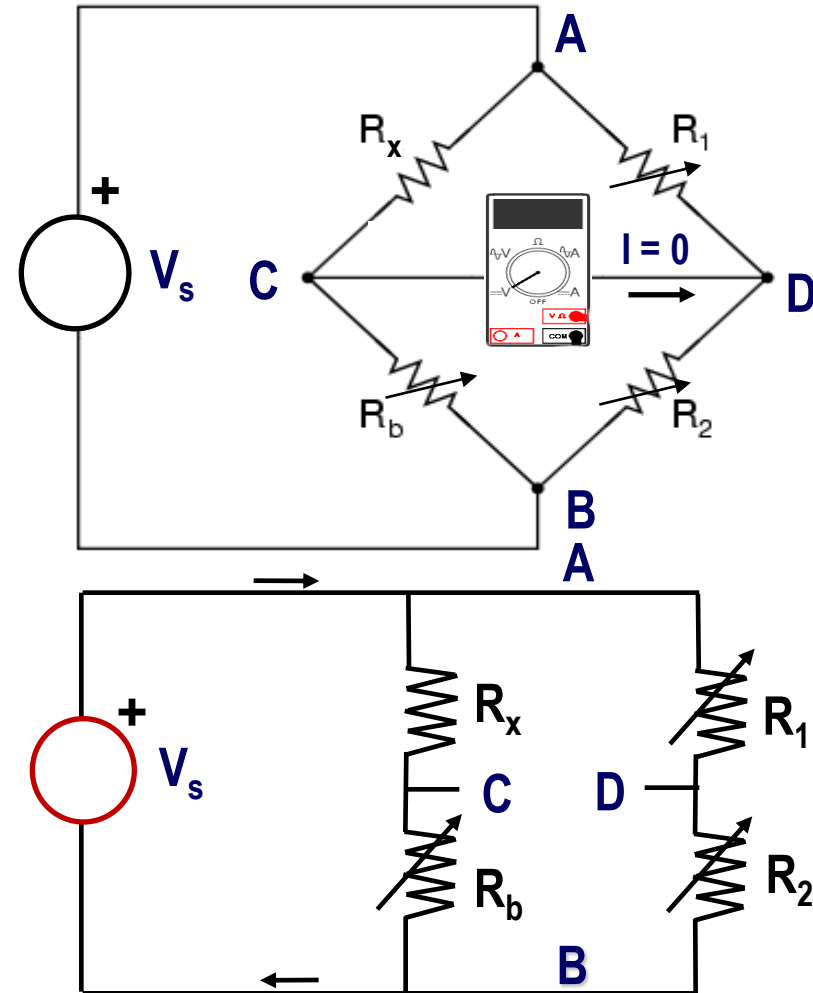 A
Rx
R1
+
Vs
C
I = 0
D
Ω
V
A
V
A
OFF
V Ω
A
COM
Rb
R2
B
A
+
Vs
Rx
R1
C
D
Rb
R2
B